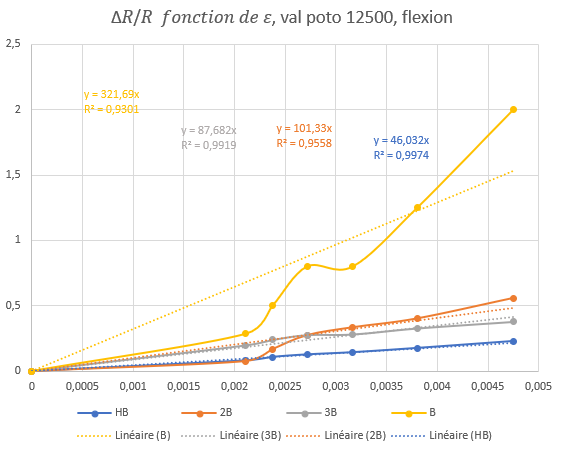 ΔR/R fonction de ε, val poto 12500, flexion
2,5
2
1,5
1
0,5
0
y = 321,69x
R² = 0,9301
y = 87,682x
R² = 0,9919
y = 101,33x
R² = 0,9558
y = 46,032x
R² = 0,9974
0 0,0005 0,001 0,0015 0,002 0,0025 0,003 0,0035 0,004 0,0045 0,005
HB 2B 3B B
Linéaire (B) Linéaire (3B) Linéaire (2B) Linéaire (HB)